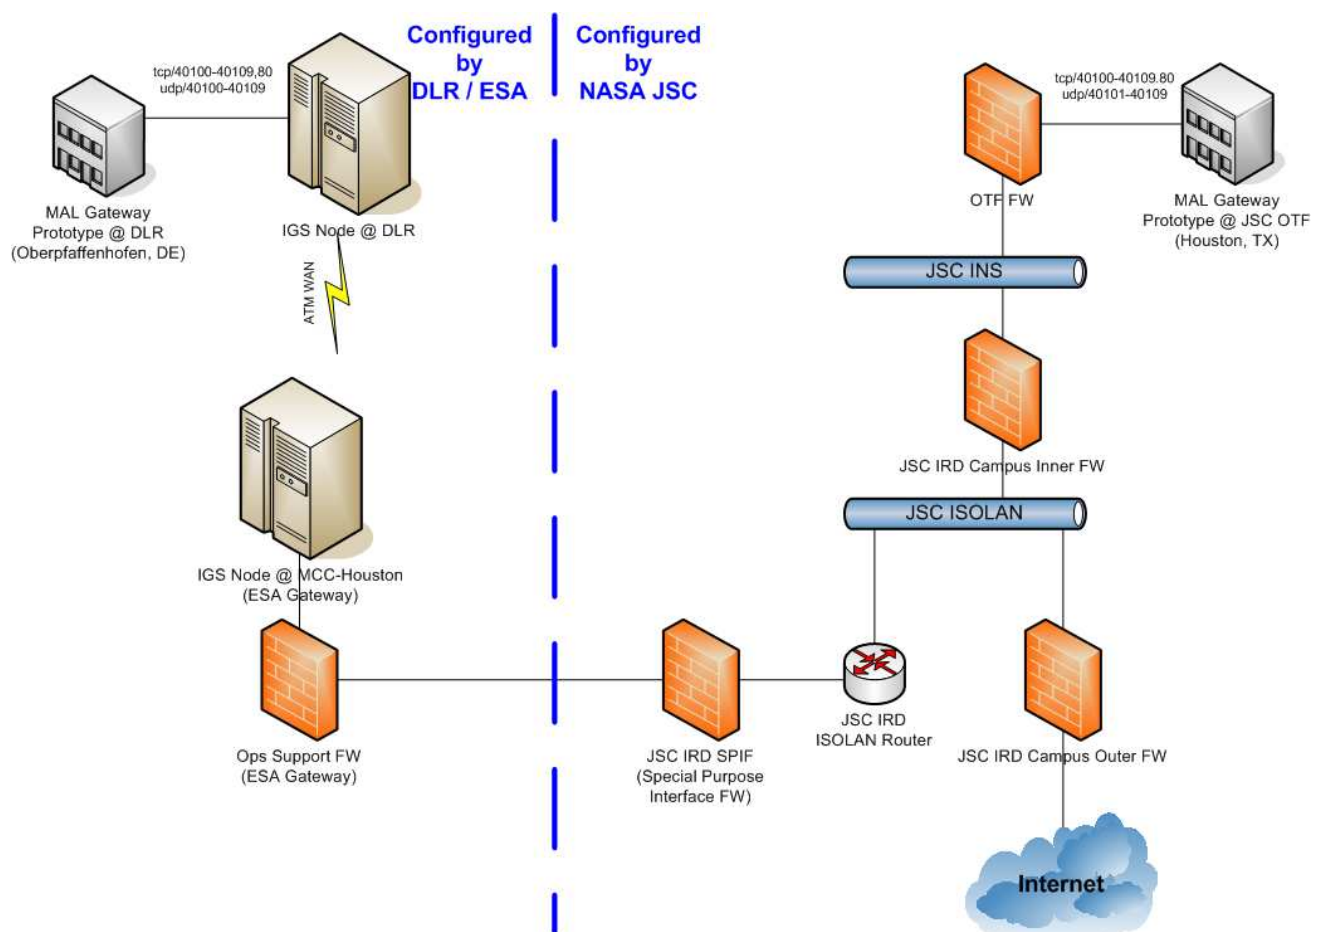 Configured
by
DLR / ESA
Configured
by
NASA JSC
tcp/40100-40109,80
udp/40100-40109
MAL Gateway
Prototype @ DLR
(Oberpfaffenhofen, DE)
IGS Node @ DLR
ATM WAN
IGS Node @ MCC-Houston
(ESA Gateway)
Ops Support FW
(ESA Gateway)
tcp/40100-40109.80
udp/40101-40109
OTF FW
MAL Gateway
Prototype @ JSC OTF
(Houston, TX)
JSC INS
JSC IRD Campus Inner FW
JSC ISOLAN
JSC IRD SPIF
(Special Purpose
Interface FW)
JSC IRD
ISOLAN Router
JSC IRD Campus Outer FW
Internet